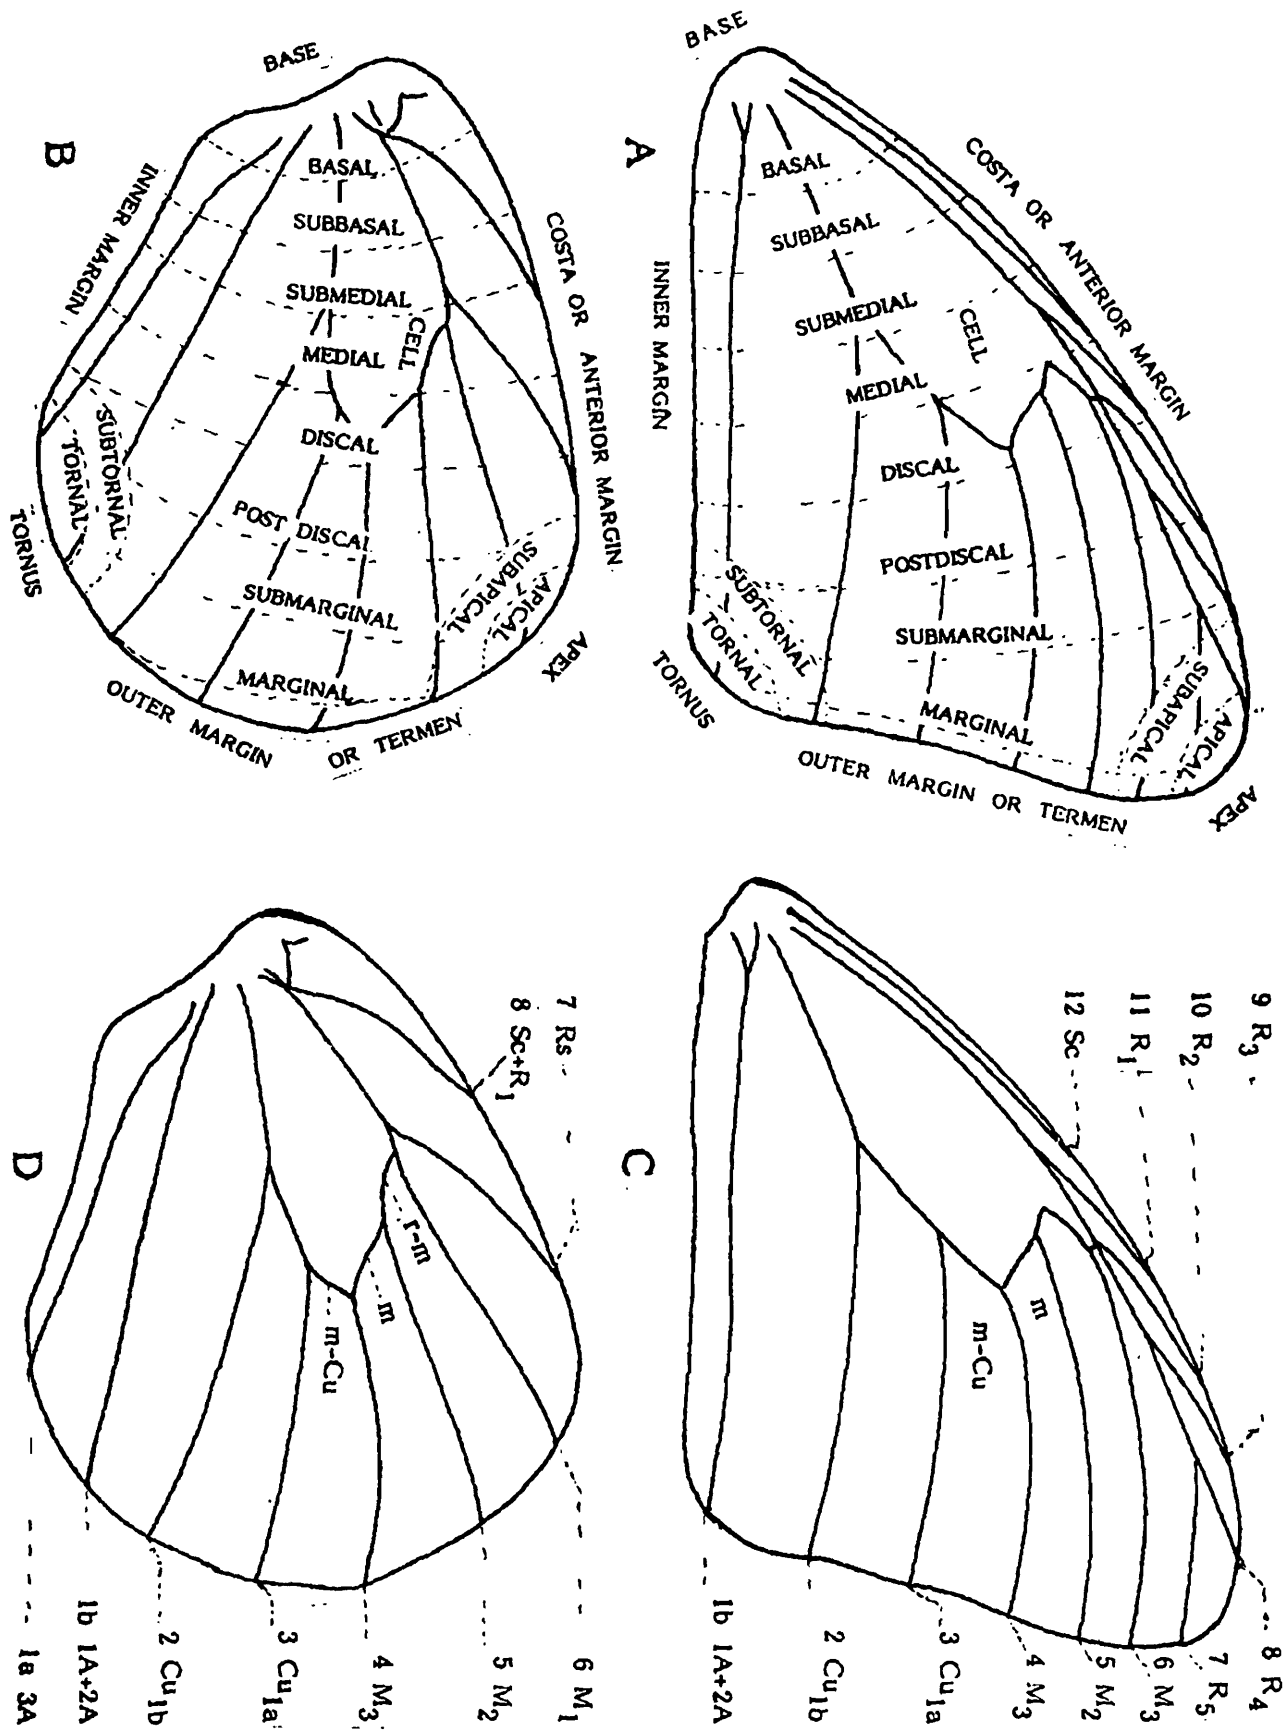 BASE
COSTA OR ANTERIOR MARGIN
BASAL
SUBBASAL
SUBMEDIAL
CELL
MEDIAL
DISCAL
POSTDISCAL
SUBMARGINAL
MARGINAL
SUBTORNAL
TORNAL
SUBAPICAL
APICAL
INNER MARGIN
TORNUS
OUTER MARGIN OR TERMEN
APEX
A
BASE
COSTA OR ANTERIOR MARGIN
BASAL
SUBBASAL
SUBMEDIAL
CELL
MEDIAL
DISCAL
POST DISCAL
SUBMARGINAL
MARGINAL
SUBTORNAL
TORNAL
SUBAPICAL
APICAL
INNER MARGIN
TORNUS
OUTER MARGIN OR TERMEN
APEX
B
9 R3
10 R2
11 R1
12 Sc
8 R4
7 R5
6 M3
5 M2
4 M3
3 Cu1a
2 Cu1b
1b 1A+2A
m
m-Cu
C
7 Rs
8 Sc+R1
r-m
m
m-Cu
6 M1
5 M2
4 M3
3 Cu1a
2 Cu1b
1b 1A+2A
1a 3A
D